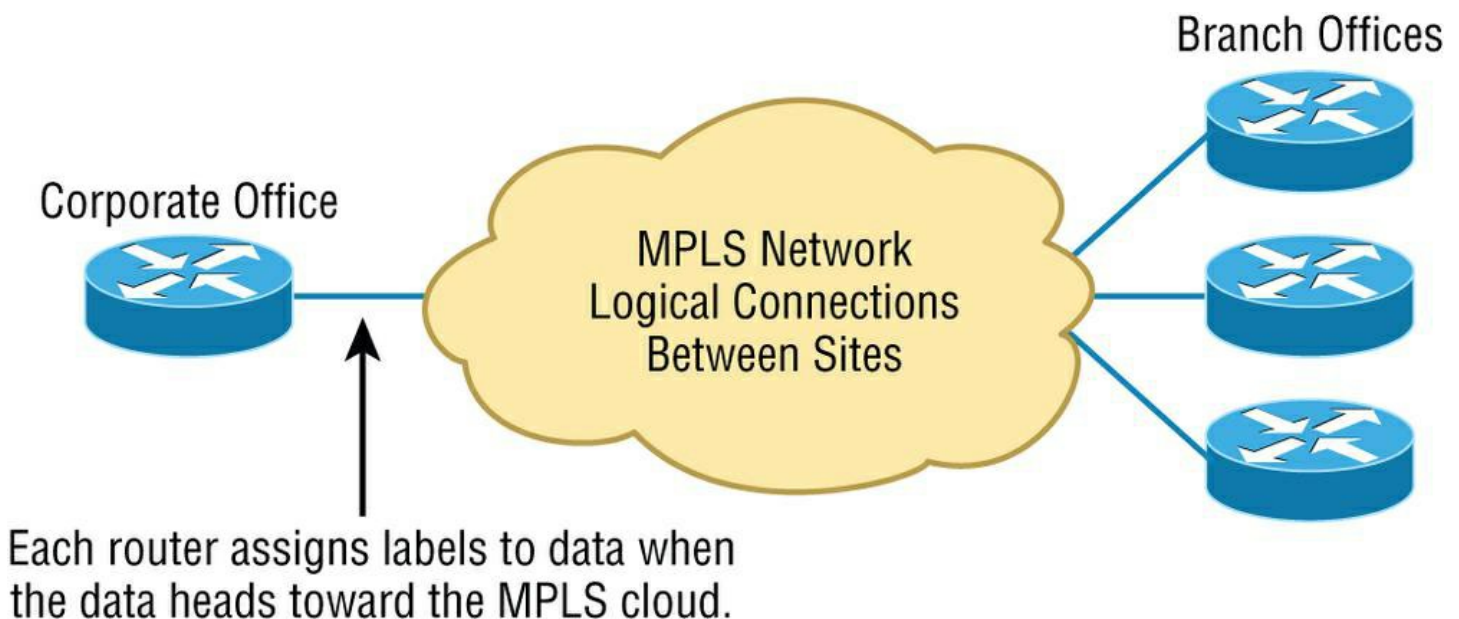 Branch Offices
Corporate Office
MPLS Network
Logical Connections
Between Sites
Each router assigns labels to data when
the data heads toward the MPLS cloud.